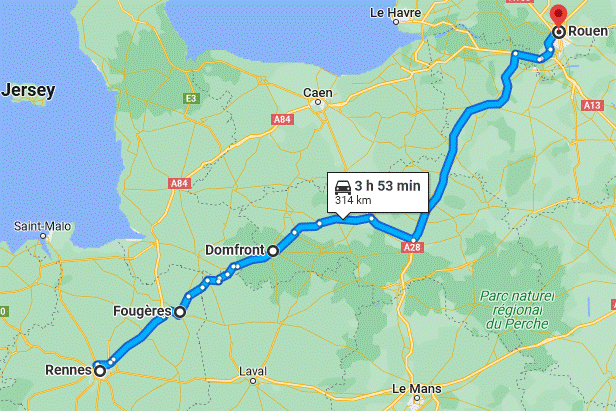 Le Havre
Rouen
Jersey
E3
Caen
A84
A13
A84
3 h 53 min
314 km
Saint-Malo
Domfront
A28
Parc naturel
régional
du Perche
Fougères
Rennes
Laval
Le Mans